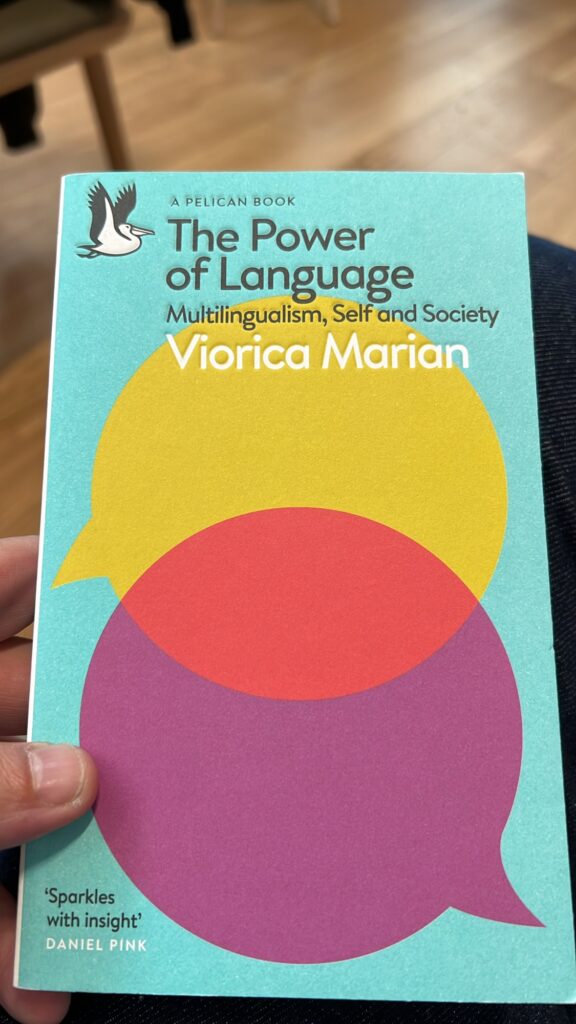 A PELICAN BOOK
The Power
of Language
Multilingualism, Self and Society
Viorica Marian
‘Sparkles
with insight’
DANIEL PINK